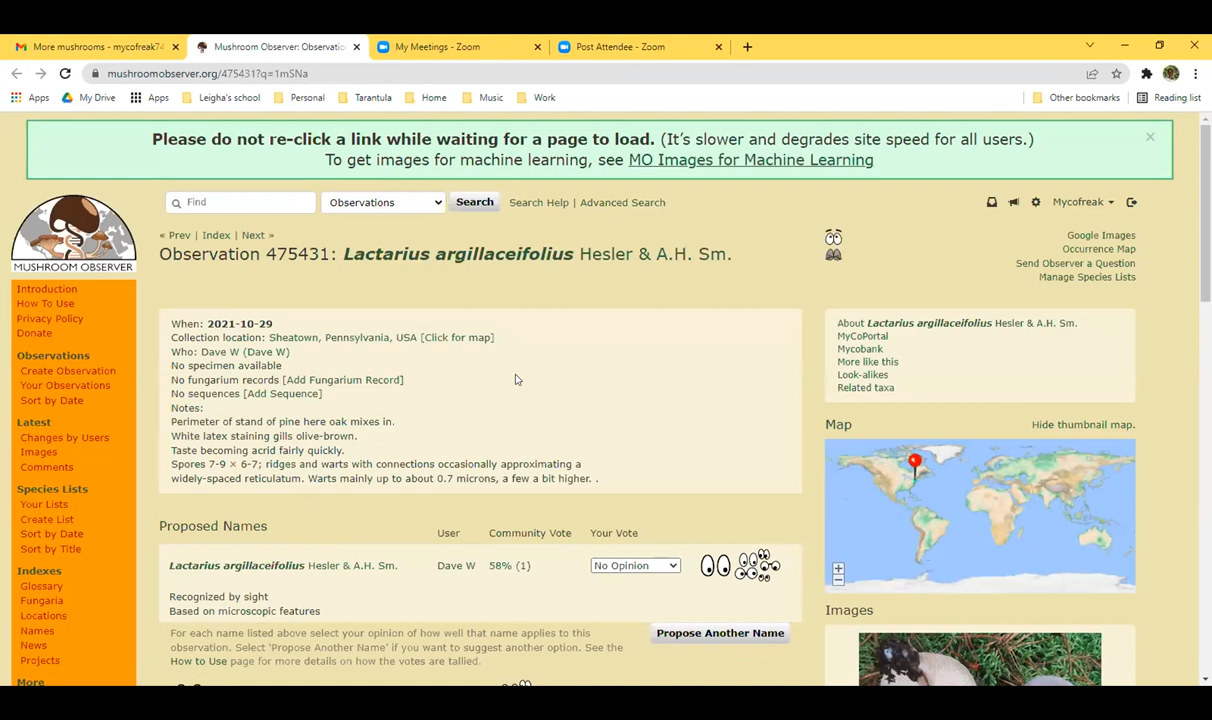 More mushrooms - mycofreak74
Mushroom Observer: Observatio
My Meetings - Zoom
Post Attendee - Zoom
mushroomobserver.org/475431?q=1mSNa
Apps My Drive Apps Leigha's school Personal Tarantula Home Music Work Other bookmarks Reading list
Please do not re-click a link while waiting for a page to load. (It's slower and degrades site speed for all users.)
To get images for machine learning, see MO Images for Machine Learning
MUSHROOM OBSERVER
Find Observations Search Search Help | Advanced Search Mycofreak
« Prev | Index | Next »
Observation 475431: Lactarius argillaceifolius Hesler & A.H. Sm.
Google Images
Occurrence Map
Send Observer a Question
Manage Species Lists
Introduction
How To Use
Privacy Policy
Donate
Observations
Create Observation
Your Observations
Sort by Date
Latest
Changes by Users
Images
Comments
Species Lists
Your Lists
Create List
Sort by Date
Sort by Title
Indexes
Glossary
Fungaria
Locations
Names
News
Projects
More
When: 2021-10-29
Collection location: Sheatown, Pennsylvania, USA [Click for map]
Who: Dave W (Dave W)
No specimen available
No fungarium records [Add Fungarium Record]
No sequences [Add Sequence]
Notes:
Perimeter of stand of pine here oak mixes in.
White latex staining gills olive-brown.
Taste becoming acrid fairly quickly.
Spores 7-9 × 6-7; ridges and warts with connections occasionally approximating a
widely-spaced reticulatum. Warts mainly up to about 0.7 microns, a few a bit higher. .
Proposed Names User Community Vote Your Vote
Lactarius argillaceifolius Hesler & A.H. Sm. Dave W 58% (1) No Opinion
Recognized by sight
Based on microscopic features
For each name listed above select your opinion of how well that name applies to this
observation. Select 'Propose Another Name' if you want to suggest another option. See the
How to Use page for more details on how the votes are tallied.
Propose Another Name
About Lactarius argillaceifolius Hesler & A.H. Sm.
MyCoPortal
Mycobank
More like this
Look-alikes
Related taxa
Map Hide thumbnail map.
+
−
Images